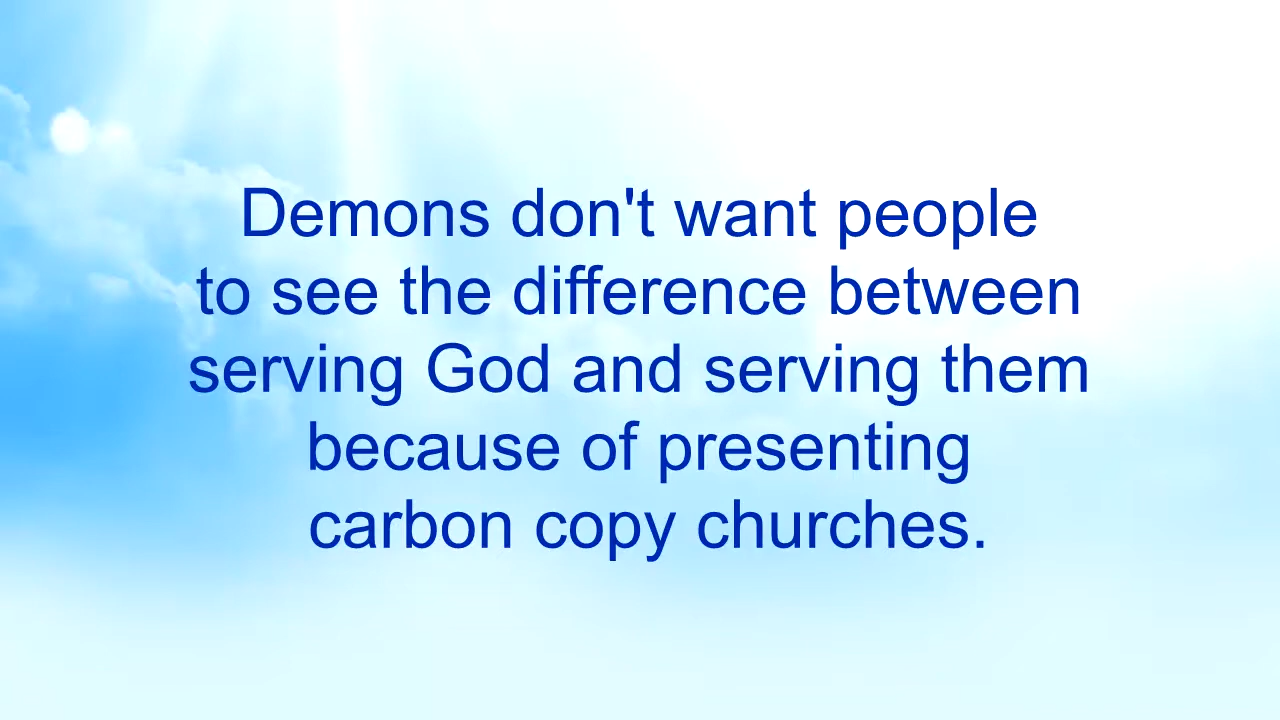 Demons don't want people
to see the difference between
serving God and serving them
because of presenting
carbon copy churches.